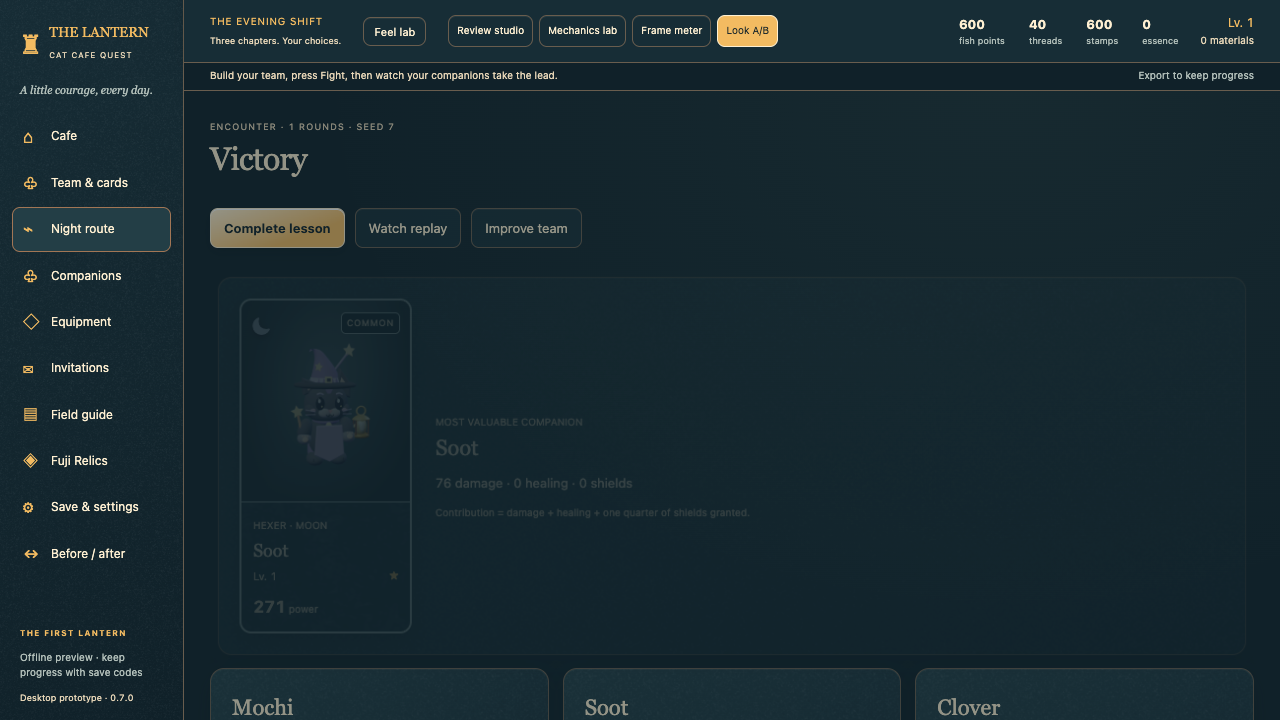 THE LANTERN
CAT CAFE QUEST
A little courage, every day.
Cafe
Team & cards
Night route
Companions
Equipment
Invitations
Field guide
Fuji Relics
Save & settings
Before / after
THE FIRST LANTERN
Offline preview · keep
progress with save codes
Desktop prototype · 0.7.0
THE EVENING SHIFT
Three chapters. Your choices.
Feel lab
Review studio
Mechanics lab
Frame meter
Look A/B
600
fish points
40
threads
600
stamps
0
essence
Lv. 1
0 materials
Build your team, press Fight, then watch your companions take the lead.
Export to keep progress
ENCOUNTER · 1 ROUNDS · SEED 7
Victory
Complete lesson
Watch replay
Improve team
COMMON
HEXER · MOON
Soot
Lv. 1
271 power
MOST VALUABLE COMPANION
Soot
76 damage · 0 healing · 0 shields
Contribution = damage + healing + one quarter of shields granted.
Mochi
Soot
Clover